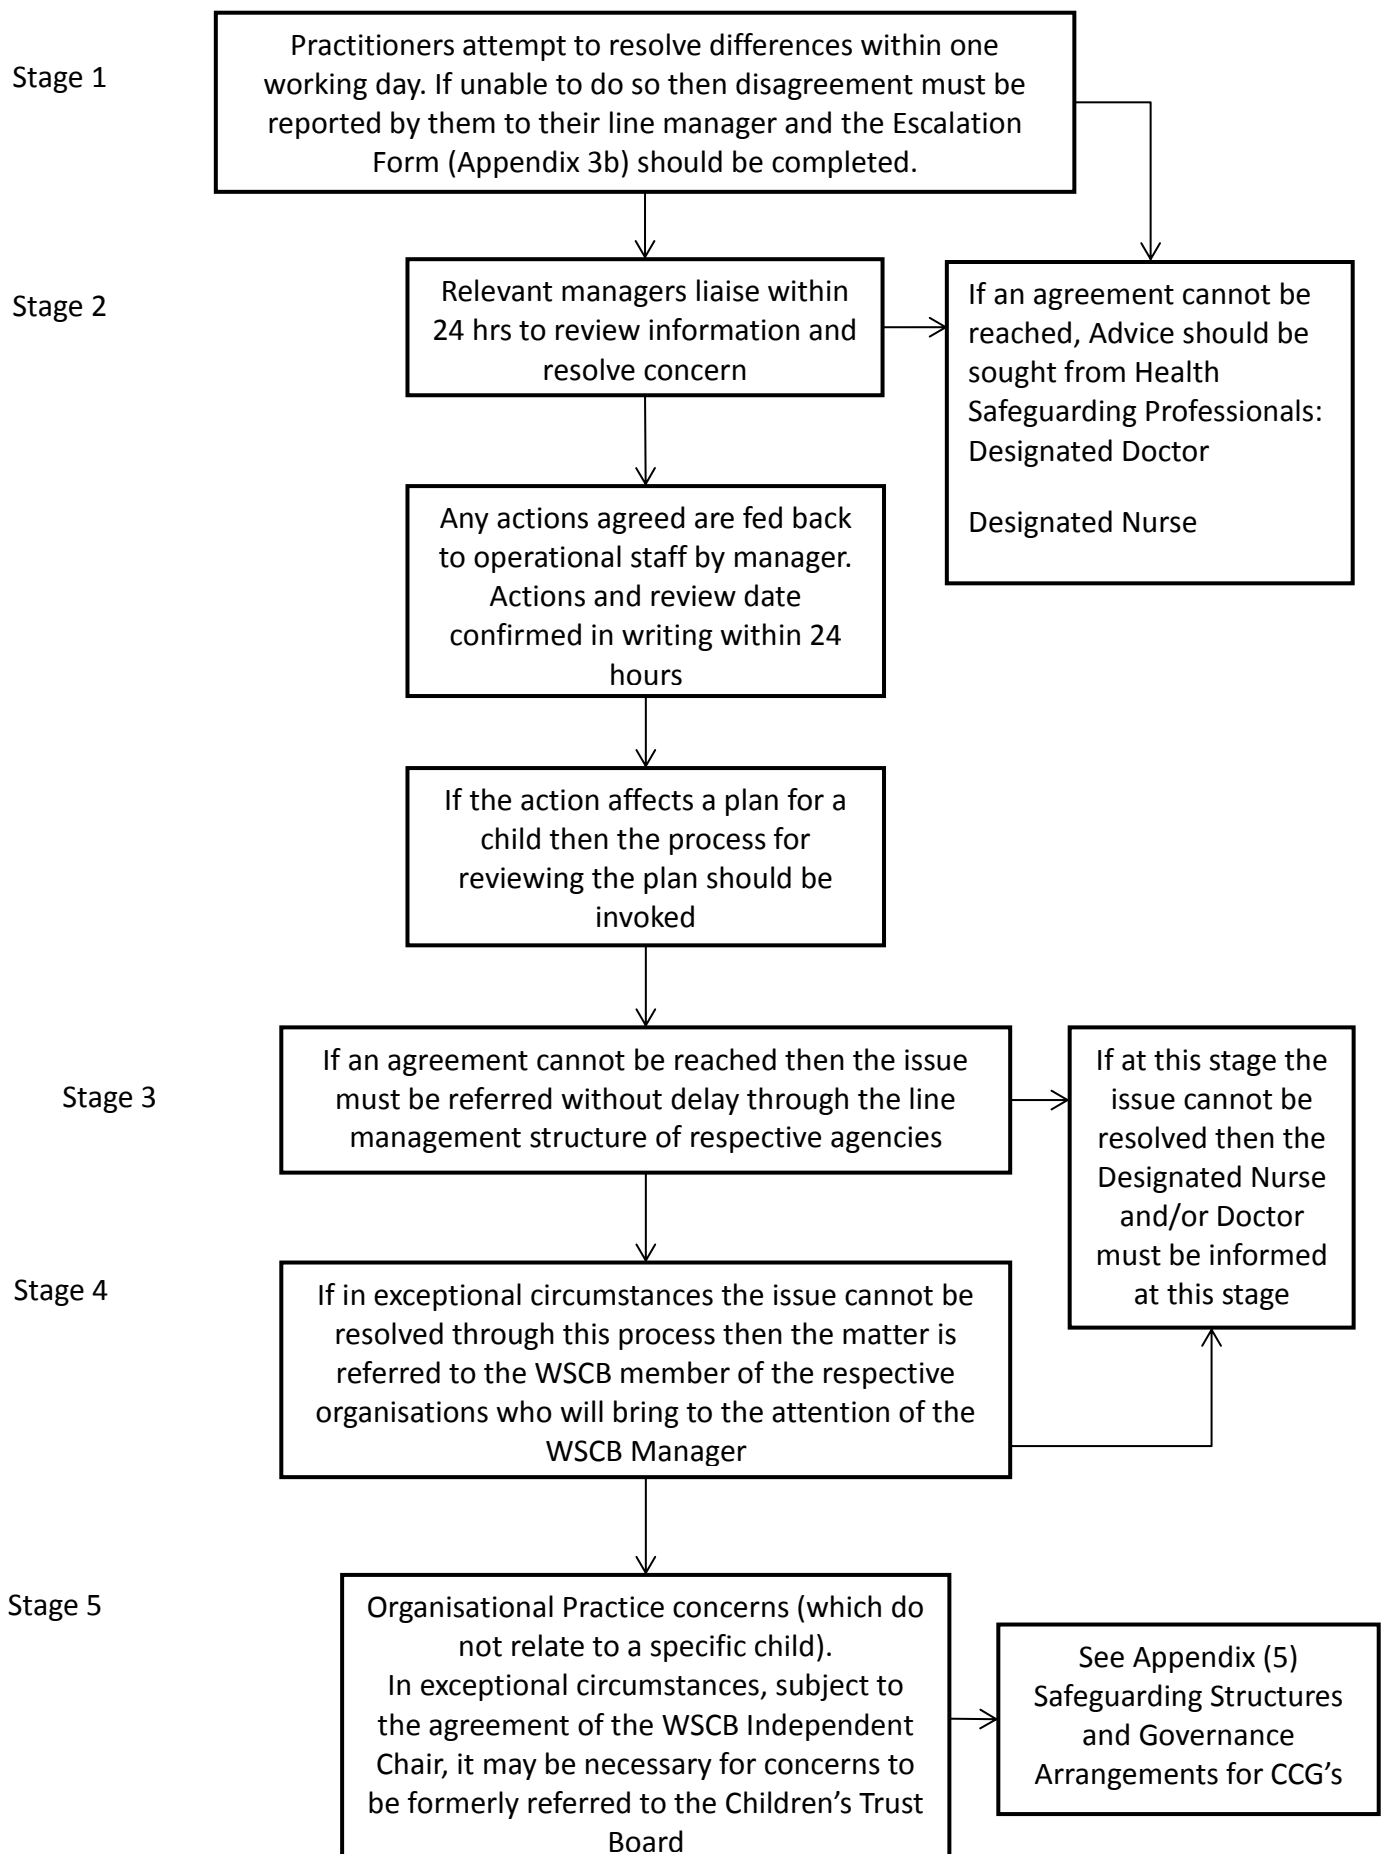 Stage 1
Practitioners attempt to resolve differences within one
working day. If unable to do so then disagreement must be
reported by them to their line manager and the Escalation
Form (Appendix 3b) should be completed.
Stage 2
Relevant managers liaise within
24 hrs to review information and
resolve concern
If an agreement cannot be
reached, Advice should be
sought from Health
Safeguarding Professionals:
Designated Doctor
Designated Nurse
Any actions agreed are fed back
to operational staff by manager.
Actions and review date
confirmed in writing within 24
hours
If the action affects a plan for a
child then the process for
reviewing the plan should be
invoked
Stage 3
If an agreement cannot be reached then the issue
must be referred without delay through the line
management structure of respective agencies
If at this stage the
issue cannot be
resolved then the
Designated Nurse
and/or Doctor
must be informed
at this stage
Stage 4
If in exceptional circumstances the issue cannot be
resolved through this process then the matter is
referred to the WSCB member of the respective
organisations who will bring to the attention of the
WSCB Manager
Stage 5
Organisational Practice concerns (which do
not relate to a specific child).
In exceptional circumstances, subject to
the agreement of the WSCB Independent
Chair, it may be necessary for concerns to
be formerly referred to the Children’s Trust
Board
See Appendix (5)
Safeguarding Structures
and Governance
Arrangements for CCG’s